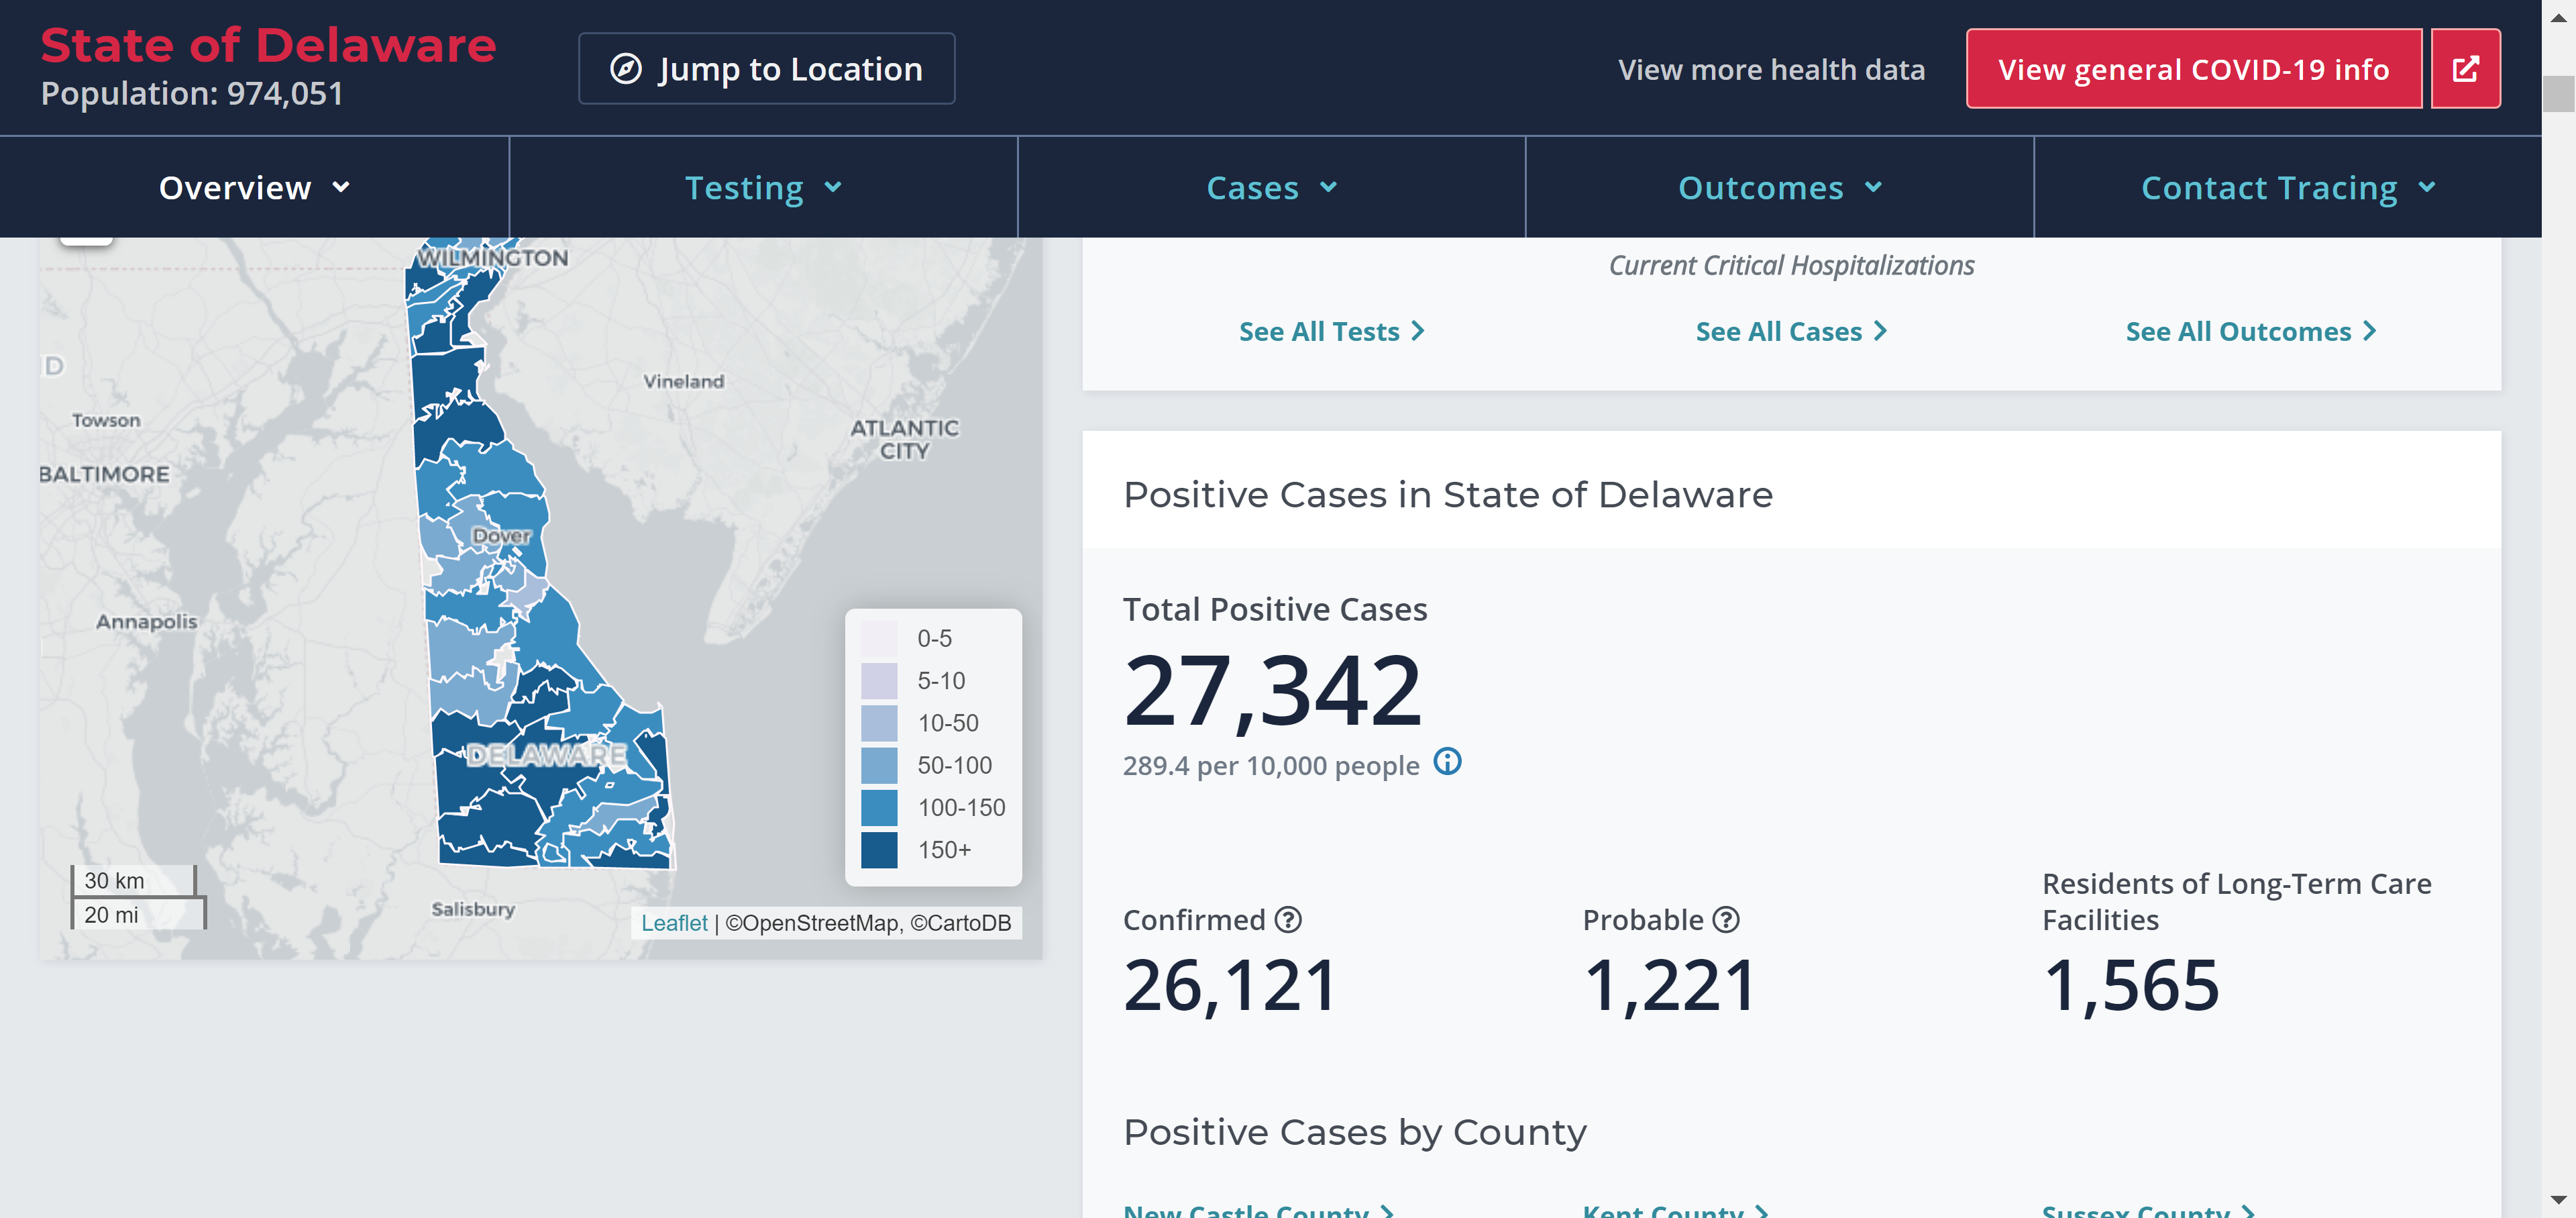 State of Delaware
Population: 974,051
Jump to Location
View more health data
View general COVID-19 info
Overview
Testing
Cases
Outcomes
Contact Tracing
WILMINGTON
D
Vineland
Towson
ATLANTIC
CITY
BALTIMORE
Dover
Annapolis
DELAWARE
Salisbury
0-5
5-10
10-50
50-100
100-150
150+
30 km
20 mi
Leaflet | ©OpenStreetMap, ©CartoDB
Current Critical Hospitalizations
See All Tests
See All Cases
See All Outcomes
Positive Cases in State of Delaware
Total Positive Cases
27,342
289.4 per 10,000 people
Confirmed
26,121
Probable
1,221
Residents of Long-Term Care
Facilities
1,565
Positive Cases by County
New Castle County
Kent County
Sussex County